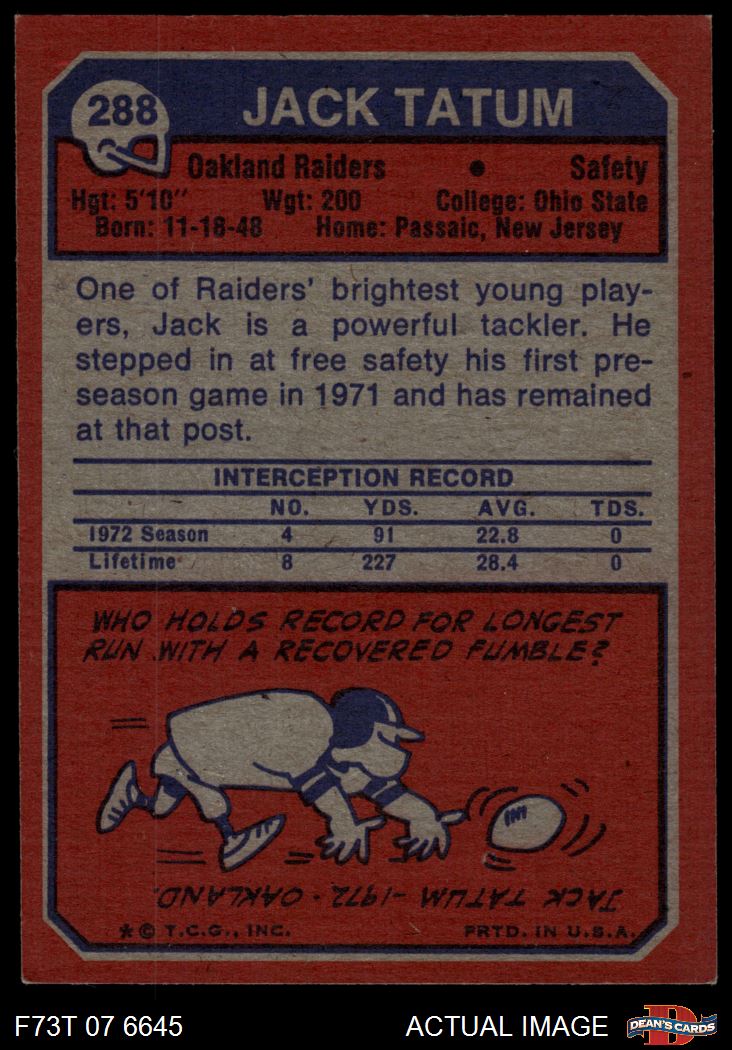 288
JACK TATUM
Oakland Raiders • Safety
Hgt: 5'10" Wgt: 200 College: Ohio State
Born: 11-18-48 Home: Passaic, New Jersey
One of Raiders' brightest young play-
ers, Jack is a powerful tackler. He
stepped in at free safety his first pre-
season game in 1971 and has remained
at that post.
INTERCEPTION RECORD
NO. YDS. AVG. TDS.
1972 Season 4 91 22.8 0
Lifetime 8 227 28.4 0
WHO HOLDS RECORD FOR LONGEST
RUN WITH A RECOVERED FUMBLE?
JACK TATUM - 1972 - OAKLAND.
* © T.C.G., INC. PRTD. IN U.S.A.
F73T 07 6645 ACTUAL IMAGE
D
DEAN'S CARDS